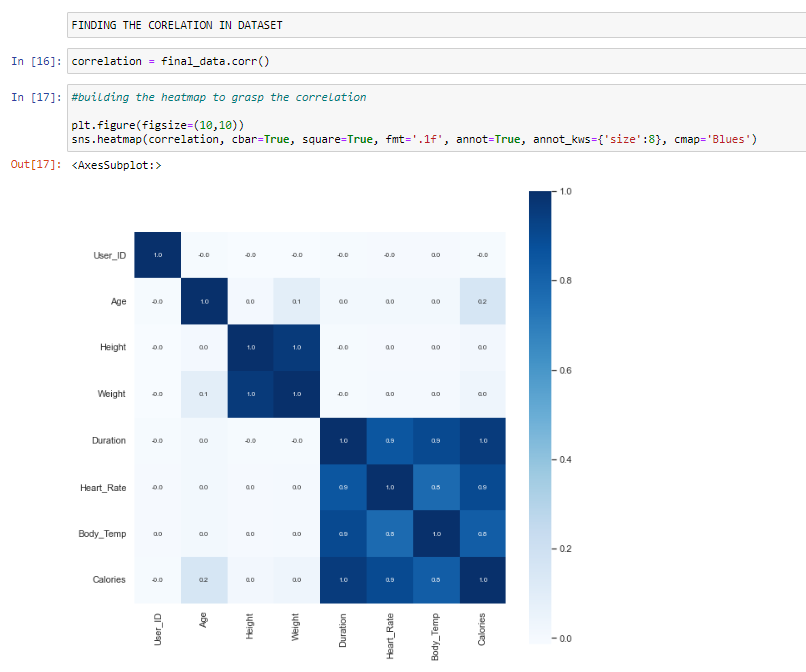 FINDING THE CORELATION IN DATASET
In [16]: correlation = final_data.corr()
In [17]: #building the heatmap to grasp the correlation
plt.figure(figsize=(10,10))
sns.heatmap(correlation, cbar=True, square=True, fmt='.1f', annot=True, annot_kws={'size':8}, cmap='Blues')
Out[17]: <AxesSubplot:>
User_ID 1.0 -0.0 -0.0 -0.0 -0.0 -0.0 0.0 -0.0
Age -0.0 1.0 0.0 0.1 0.0 0.0 0.0 0.2
Height -0.0 0.0 1.0 1.0 -0.0 0.0 0.0 0.0
Weight -0.0 0.1 1.0 1.0 -0.0 0.0 0.0 0.0
Duration -0.0 0.0 -0.0 -0.0 1.0 0.9 0.9 1.0
Heart_Rate -0.0 0.0 0.0 0.0 0.9 1.0 0.8 0.9
Body_Temp 0.0 0.0 0.0 0.0 0.9 0.8 1.0 0.8
Calories -0.0 0.2 0.0 0.0 1.0 0.9 0.8 1.0
User_ID
Age
Height
Weight
Duration
Heart_Rate
Body_Temp
Calories
1.0
0.8
0.6
0.4
0.2
0.0